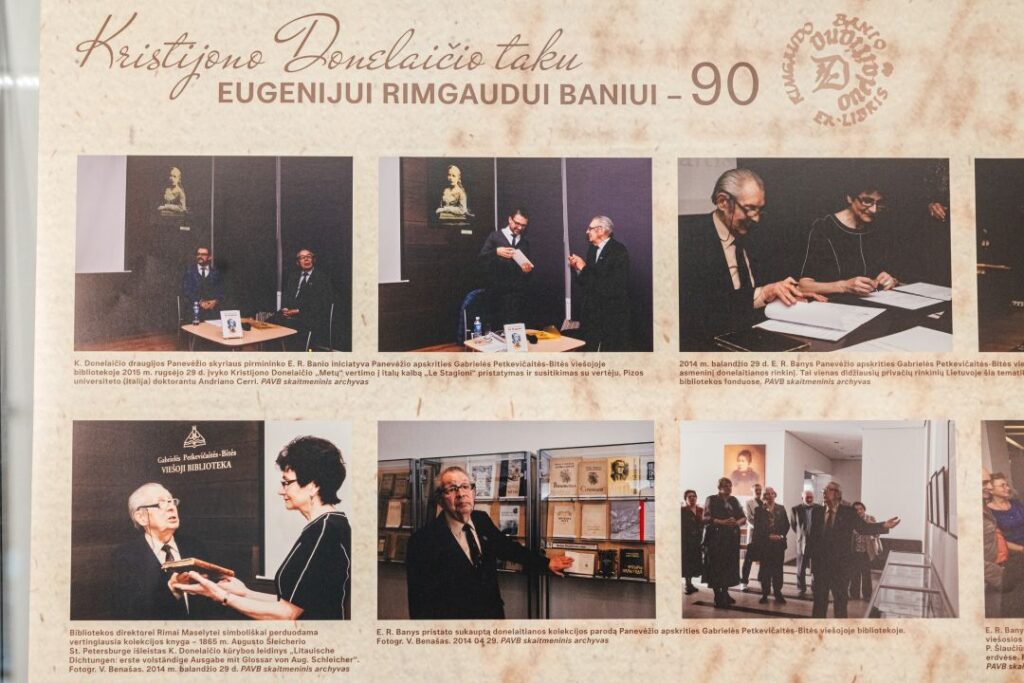 Kristijono Donelaičio taku
EUGENIJUI RIMGAUDUI BANIUI – 90
RIMGAUDO BANIO
EX·LIBRIS
K. Donelaičio draugijos Panevėžio skyriaus pirmininko E. R. Banio iniciatyva Panevėžio apskrities Gabrielės Petkevičaitės-Bitės viešojoje
bibliotekoje 2015 m. rugsėjo 29 d. įvyko Kristijono Donelaičio „Metų“ vertimo į italų kalbą „Le Stagioni“ pristatymas ir susitikimas su vertėju, Pizos
universiteto (Italija) doktorantu Andriano Cerri. PAVB skaitmeninis archyvas
2014 m. balandžio 29 d. E. R. Banys Panevėžio apskrities Gabrielės Petkevičaitės-Bitės
asmeninį donelaitianos rinkinį. Tai vienas didžiausių privačių rinkinių Lietuvoje šia
bibliotekos fonduose. PAVB skaitmeninis archyvas
Gabrielės Petkevičaitės-Bitės
VIEŠOJI BIBLIOTEKA
Bibliotekos direktorei Rimai Maselytei simboliškai perduodama
vertingiausia kolekcijos knyga – 1865 m. Augusto Šleicherio
St. Petersburge išleistas K. Donelaičio kūrybos leidinys „Litauische
Dichtungen: erste volständige Ausgabe mit Glossar von Aug. Schleicher“.
Fotogr. V. Benašas. 2014 m. balandžio 29 d. PAVB skaitmeninis archyvas
E. R. Banys pristato sukauptą donelaitianos kolekcijos parodą Panevėžio apskrities Gabrielės Petkevičaitės-Bitės viešojoje bibliotekoje.
Fotogr. V. Benašas. 2014 04 29. PAVB skaitmeninis archyvas
E. R. Ban
viešosios
P. Šlaučiū
erdvėse. F
PAVB skai